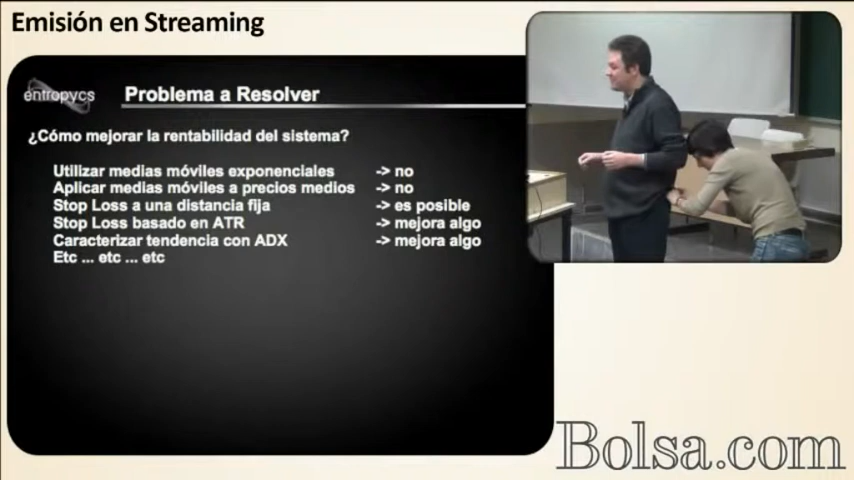 Emisión en Streaming
entropycs
Problema a Resolver
¿Cómo mejorar la rentabilidad del sistema?
Utilizar medias móviles exponenciales -> no
Aplicar medias móviles a precios medios -> no
Stop Loss a una distancia fija -> es posible
Stop Loss basado en ATR -> mejora algo
Caracterizar tendencia con ADX -> mejora algo
Etc ... etc ... etc
Bolsa.com